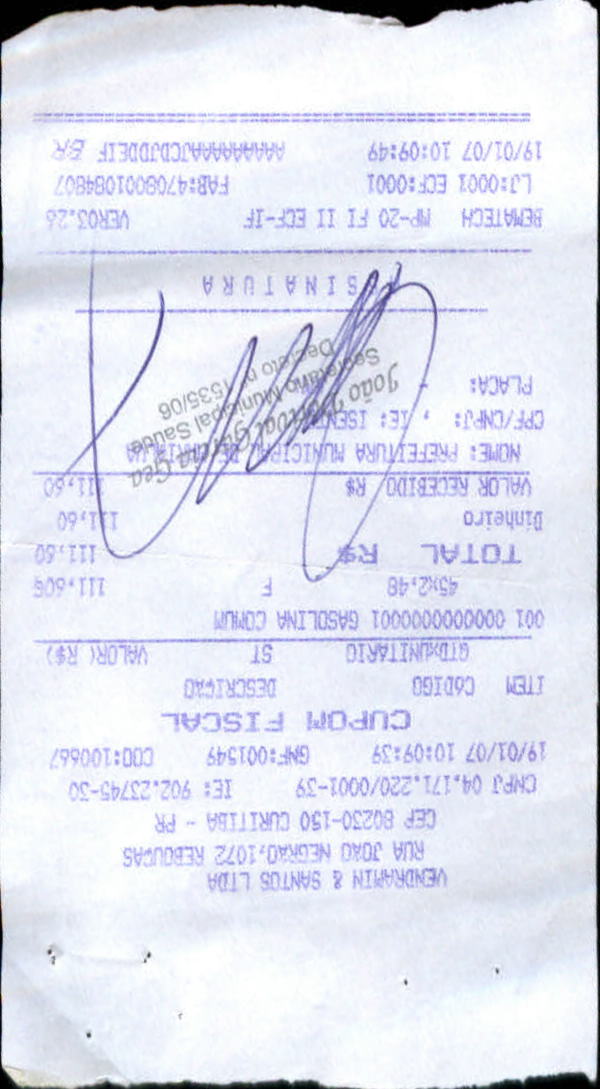 VENDRAMIN & SANTOS LTDA
RUA JOAO NEGRAO,1072 REBOUCAS
CEP 80230-150 CURITIBA - PR
CNPJ 04.171.220/0001-39 IE: 902.23745-30
19/01/07 10:09:39 GNF:001549 COO:100667
CUPOM FISCAL
ITEM CÓDIGO DESCRIÇÃO
QTDxUNITÁRIO ST VALOR( R$)
001 0000000000001 GASOLINA COMUM
45x2,48 F 111,60G
TOTAL R$ 111,60
Dinheiro 111,60
VALOR RECEBIDO R$ 111,60
NOME: PREFEITURA MUNICIPAL DE
CPF/CNPJ: , IE: ISENTO
PLACA: -
João
Secretário Municipal Saúde
Decreto nº 1535/06
SINATURA
BEMATECH MP-20 FI II ECF-IF VER03.26
LJ:0001 ECF:0001 FAB:47080001084807
19/01/07 10:09:49 AAAAAAAAAJCDJDDEIF BR